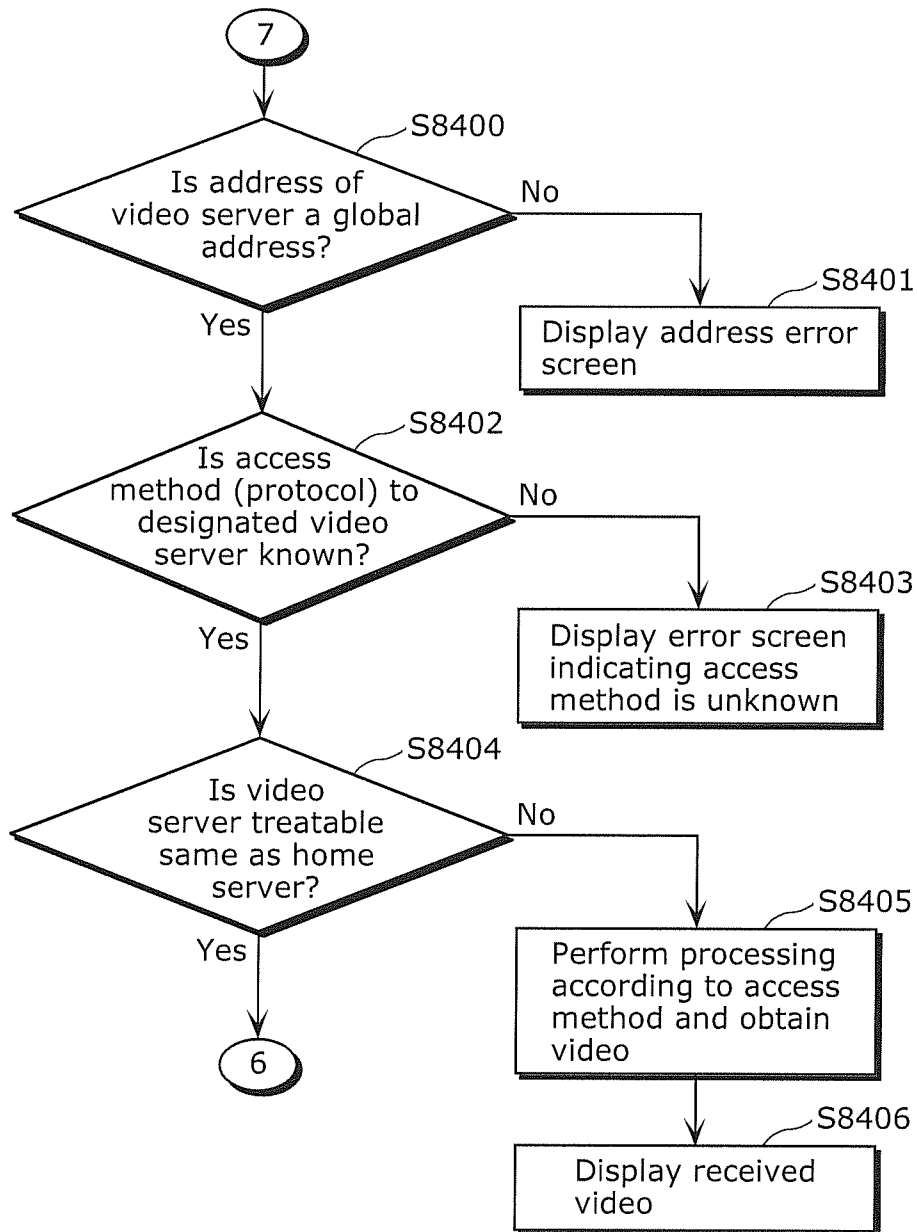 7
S8400
Is address of
video server a global
address?
No
Yes
S8401
Display address error
screen
S8402
Is access
method (protocol) to
designated video
server known?
No
Yes
S8403
Display error screen
indicating access
method is unknown
S8404
Is video
server treatable
same as home
server?
No
Yes
S8405
Perform processing
according to access
method and obtain
video
6
S8406
Display received
video